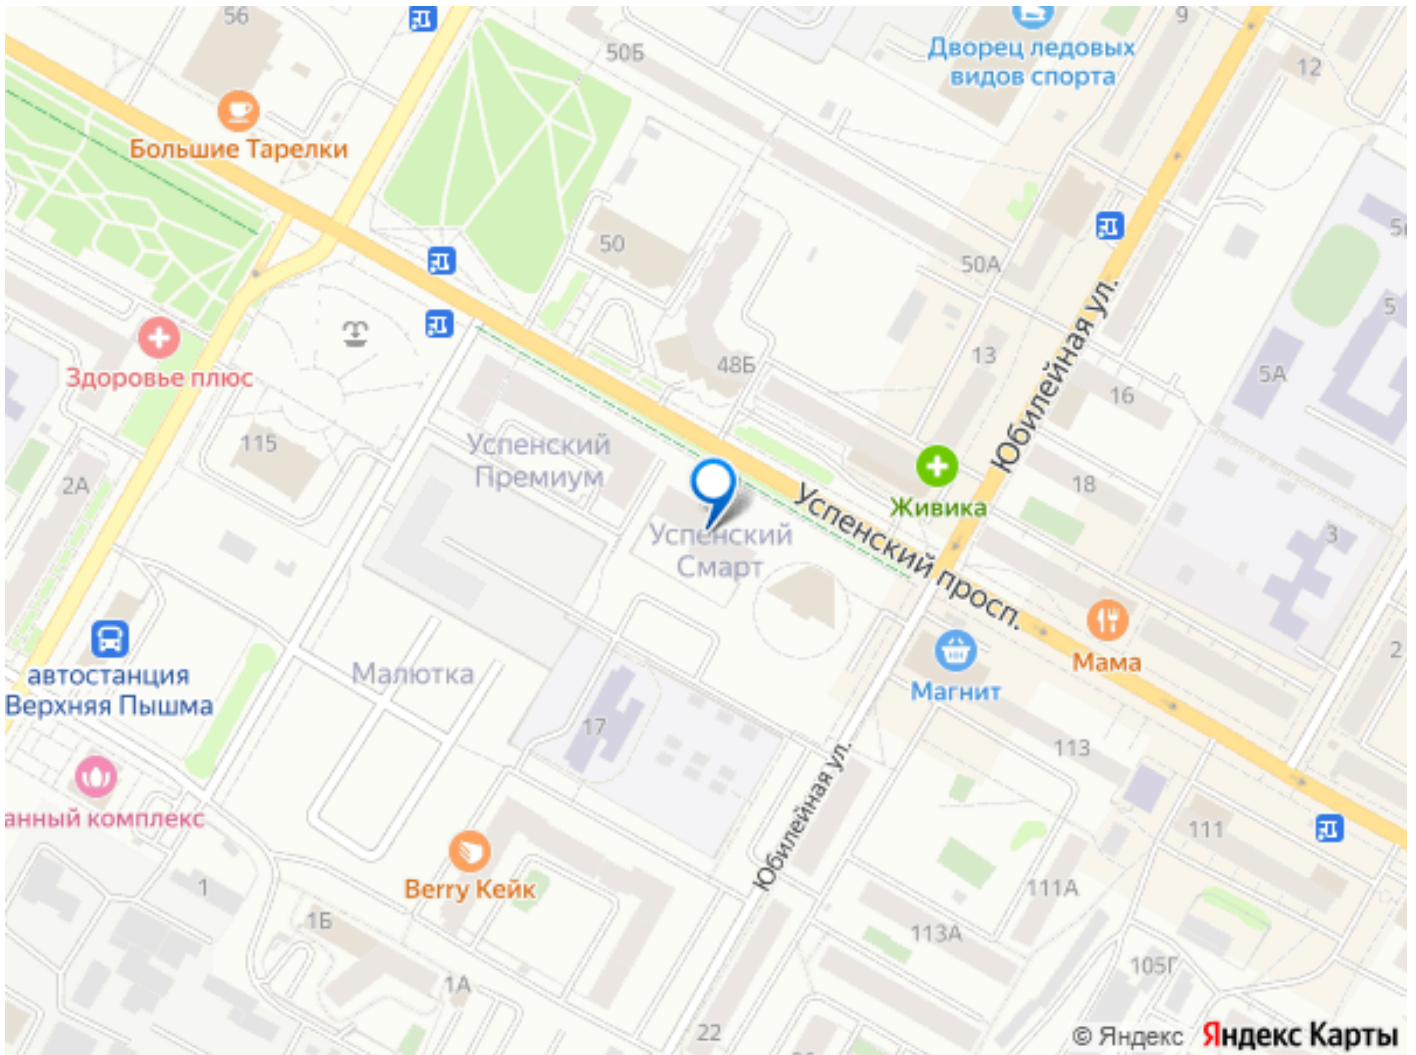 56
50Б
9
Дворец ледовых
видов спорта
12
Большие Тарелки
50
50А
5
48Б
13
5А
16
Юбилейная ул.
Здоровье плюс
115
Успенский
Премиум
2А
18
Живика
Успенский просп.
Успенский
Смарт
3
Мама
2
Магнит
автостанция
Верхняя Пышма
Малютка
17
113
Юбилейная ул.
анный комплекс
111
Berry Кейк
1
111А
1Б
113А
105Г
1А
22
© Яндекс Яндекс Карты